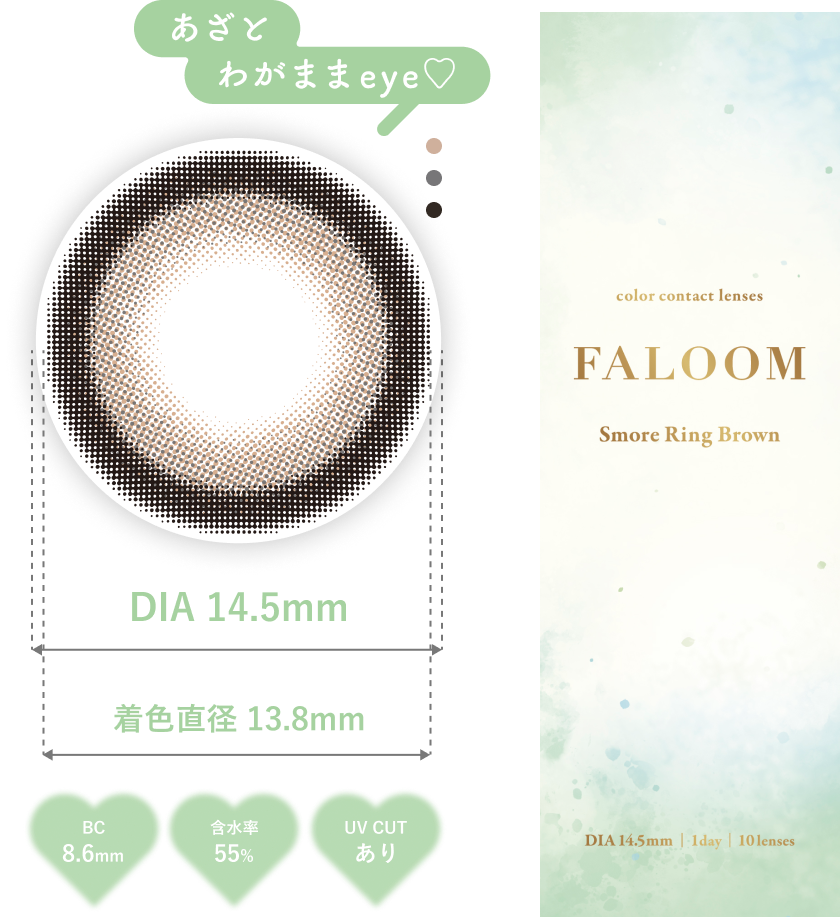 あざと
わがままeye♡
DIA 14.5mm
着色直径 13.8mm
BC
8.6mm
含水率
55%
UV CUT
あり
color contact lenses
FALOOM
Smore Ring Brown
DIA 14.5mm | 1day | 10 lenses